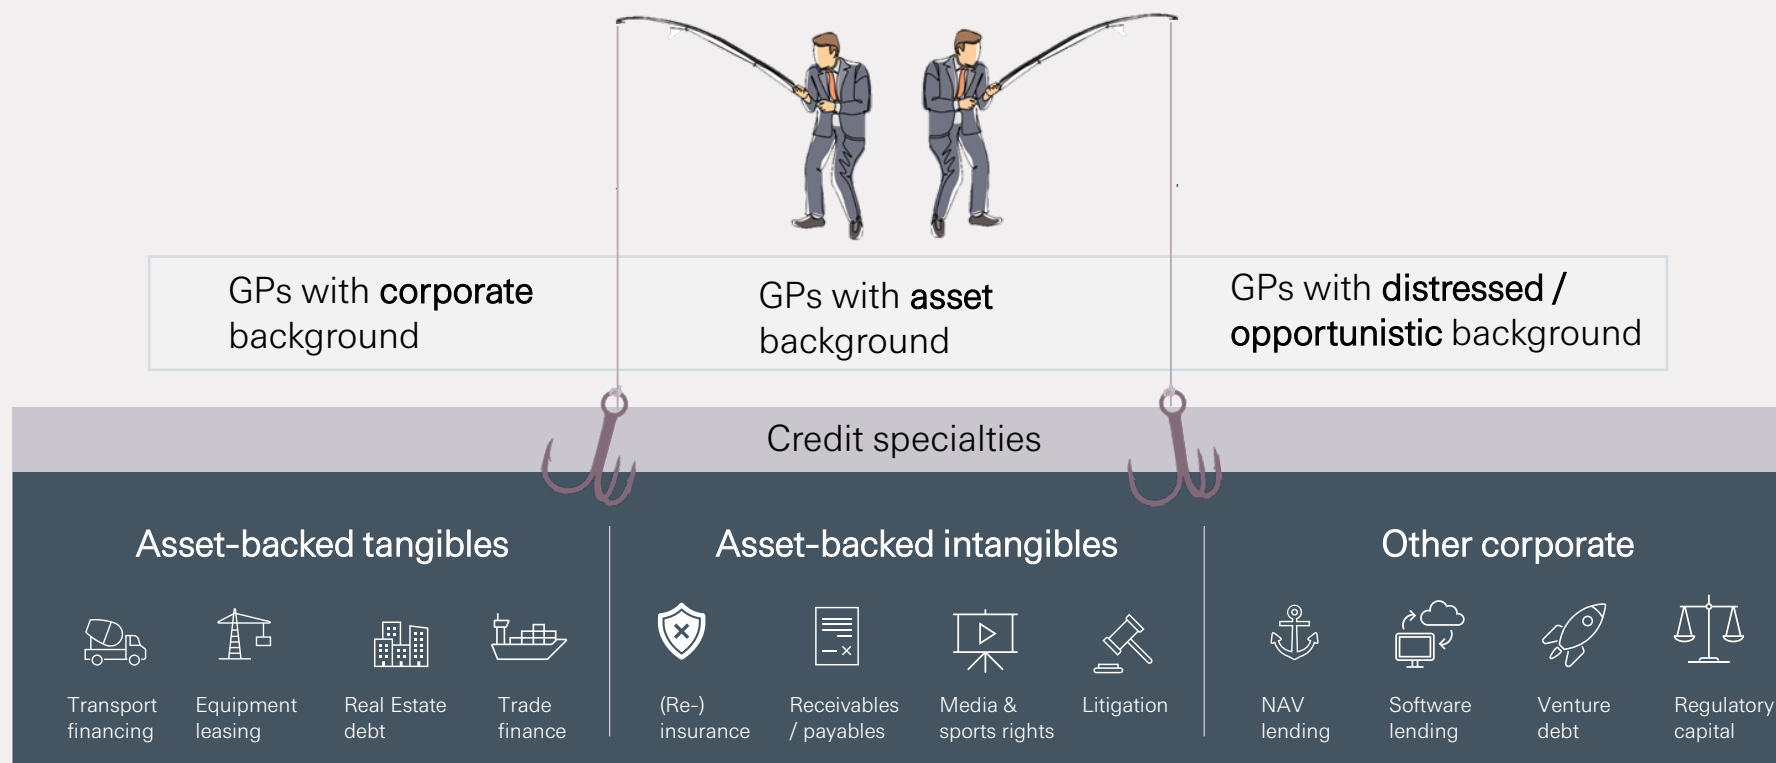 GPs with corporate
background
GPs with asset
background
GPs with distressed /
opportunistic background
Credit specialties
Asset-backed tangibles
Transport
financing
Equipment
leasing
Real Estate
debt
Trade
finance
Asset-backed intangibles
(Re-)
insurance
Receivables
/ payables
Media &
sports rights
Litigation
Other corporate
NAV
lending
Software
lending
Venture
debt
Regulatory
capital